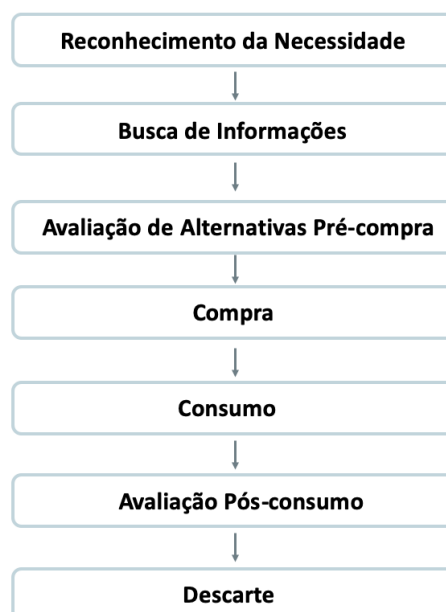 Reconhecimento da Necessidade
Busca de Informações
Avaliação de Alternativas Pré-compra
Compra
Consumo
Avaliação Pós-consumo
Descarte